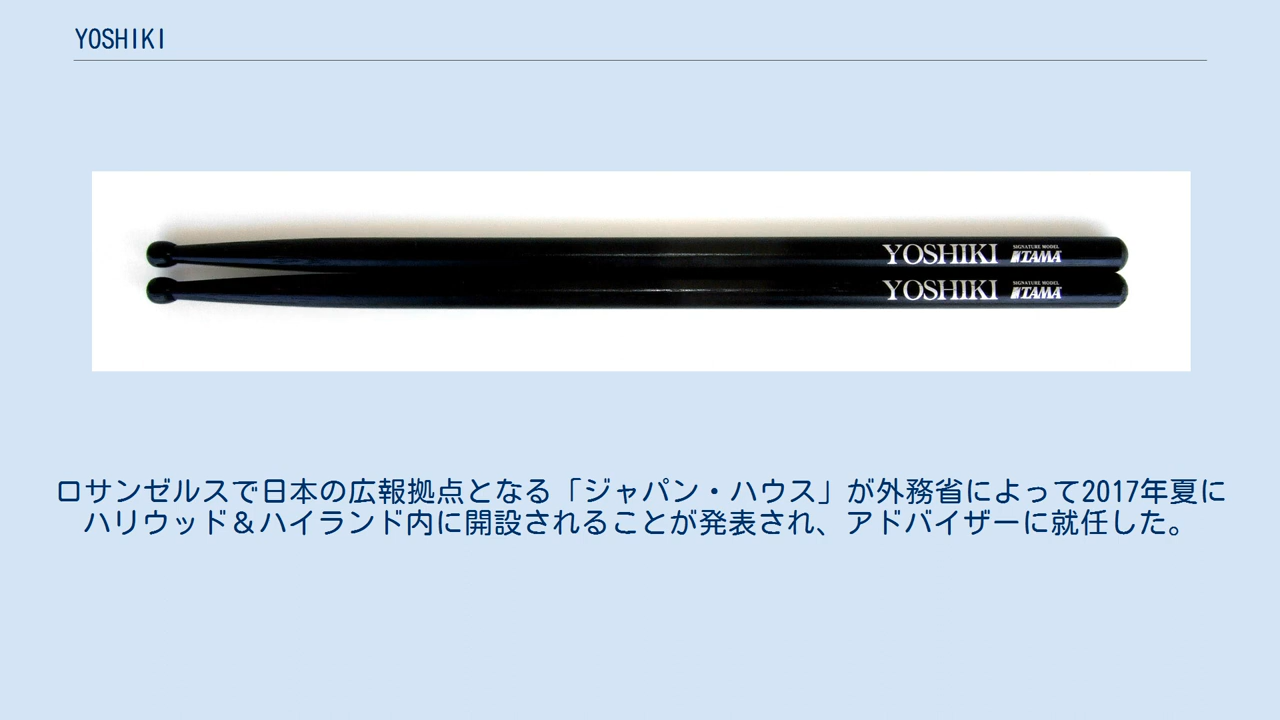 YOSHIKI
YOSHIKI SIGNATURE MODEL TAMA
YOSHIKI SIGNATURE MODEL TAMA
ロサンゼルスで日本の広報拠点となる「ジャパン・ハウス」が外務省によって2017年夏に
ハリウッド＆ハイランド内に開設されることが発表され、アドバイザーに就任した。